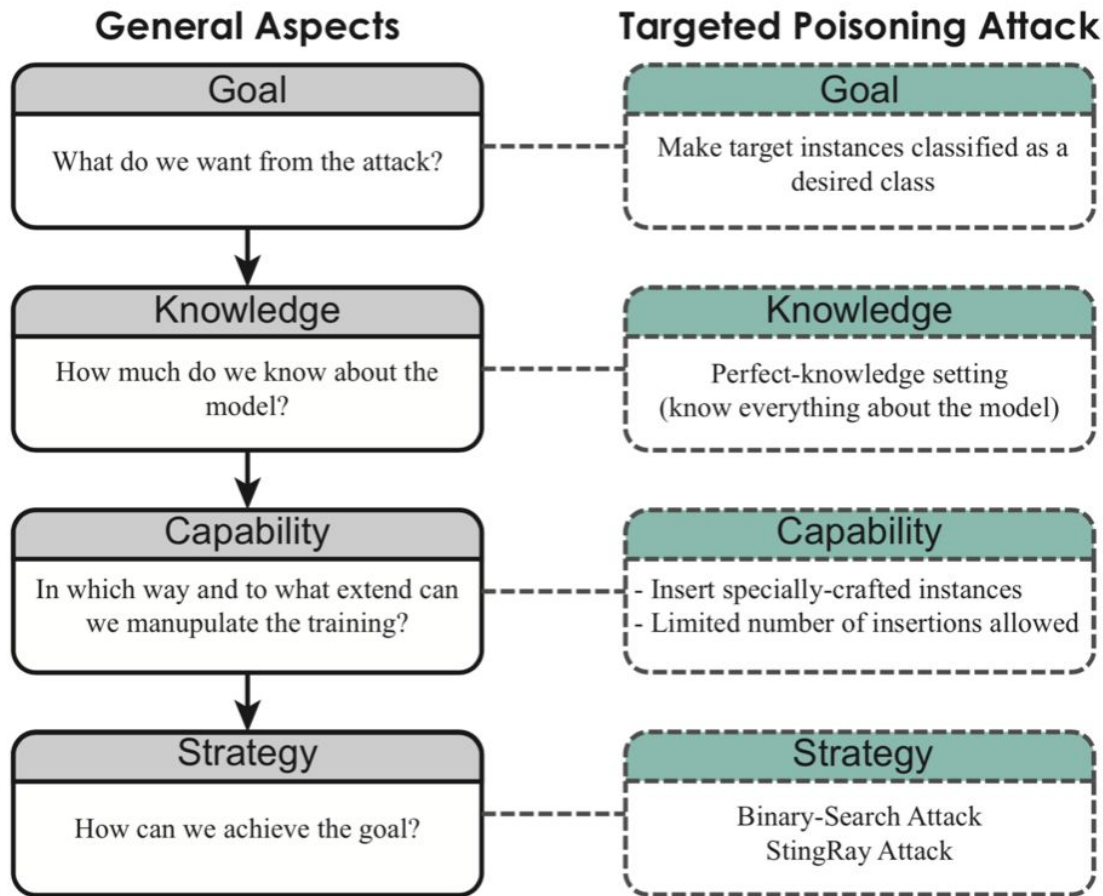 General Aspects
Targeted Poisoning Attack
Goal
What do we want from the attack?
Goal
Make target instances classified as a
desired class
Knowledge
How much do we know about the
model?
Knowledge
Perfect-knowledge setting
(know everything about the model)
Capability
In which way and to what extend can
we manupulate the training?
Capability
- Insert specially-crafted instances
- Limited number of insertions allowed
Strategy
How can we achieve the goal?
Strategy
Binary-Search Attack
StingRay Attack